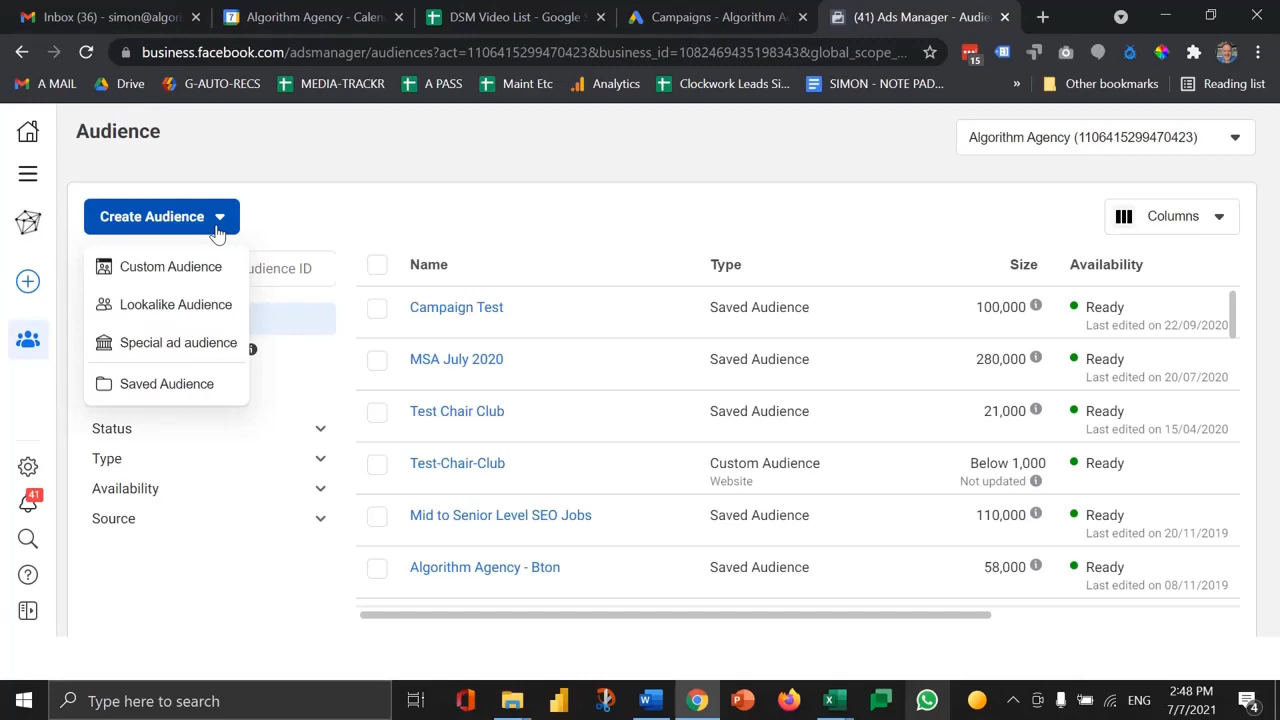 Inbox (36) - simon@algori
Algorithm Agency - Calen
DSM Video List - Google S
Campaigns - Algorithm A
(41) Ads Manager - Audie
business.facebook.com/adsmanager/audiences?act=1106415299470423&business_id=108246943519834&global_scope_...
15
A MAIL
Drive
G-AUTO-RECS
MEDIA-TRACKR
A PASS
Maint Etc
Analytics
Clockwork Leads Si...
SIMON - NOTE PAD...
»
Other bookmarks
Reading list
Audience
Algorithm Agency (1106415299470423)
Create Audience
Columns
Custom Audience
Lookalike Audience
Special ad audience
Saved Audience
udience ID
Status
Type
Availability
Source
Name Type Size Availability
Campaign Test Saved Audience 100,000 Ready
Last edited on 22/09/2020
MSA July 2020 Saved Audience 280,000 Ready
Last edited on 20/07/2020
Test Chair Club Saved Audience 21,000 Ready
Last edited on 15/04/2020
Test-Chair-Club Custom Audience Below 1,000 Ready
Website Not updated
Mid to Senior Level SEO Jobs Saved Audience 110,000 Ready
Last edited on 20/11/2019
Algorithm Agency - Bton Saved Audience 58,000 Ready
Last edited on 08/11/2019
41
Type here to search
ENG
2:48 PM
7/7/2021
4